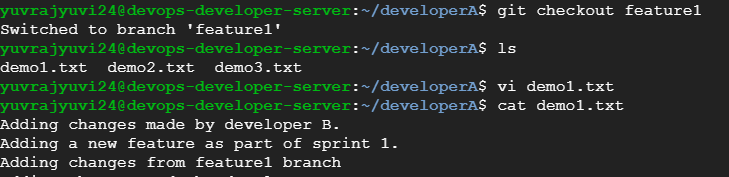 yuvrajyuvi24@devops-developer-server:~/developerA$ git checkout feature1
Switched to branch 'feature1'
yuvrajyuvi24@devops-developer-server:~/developerA$ ls
demo1.txt  demo2.txt  demo3.txt
yuvrajyuvi24@devops-developer-server:~/developerA$ vi demo1.txt
yuvrajyuvi24@devops-developer-server:~/developerA$ cat demo1.txt
Adding changes made by developer B.
Adding a new feature as part of sprint 1.
Adding changes from feature1 branch